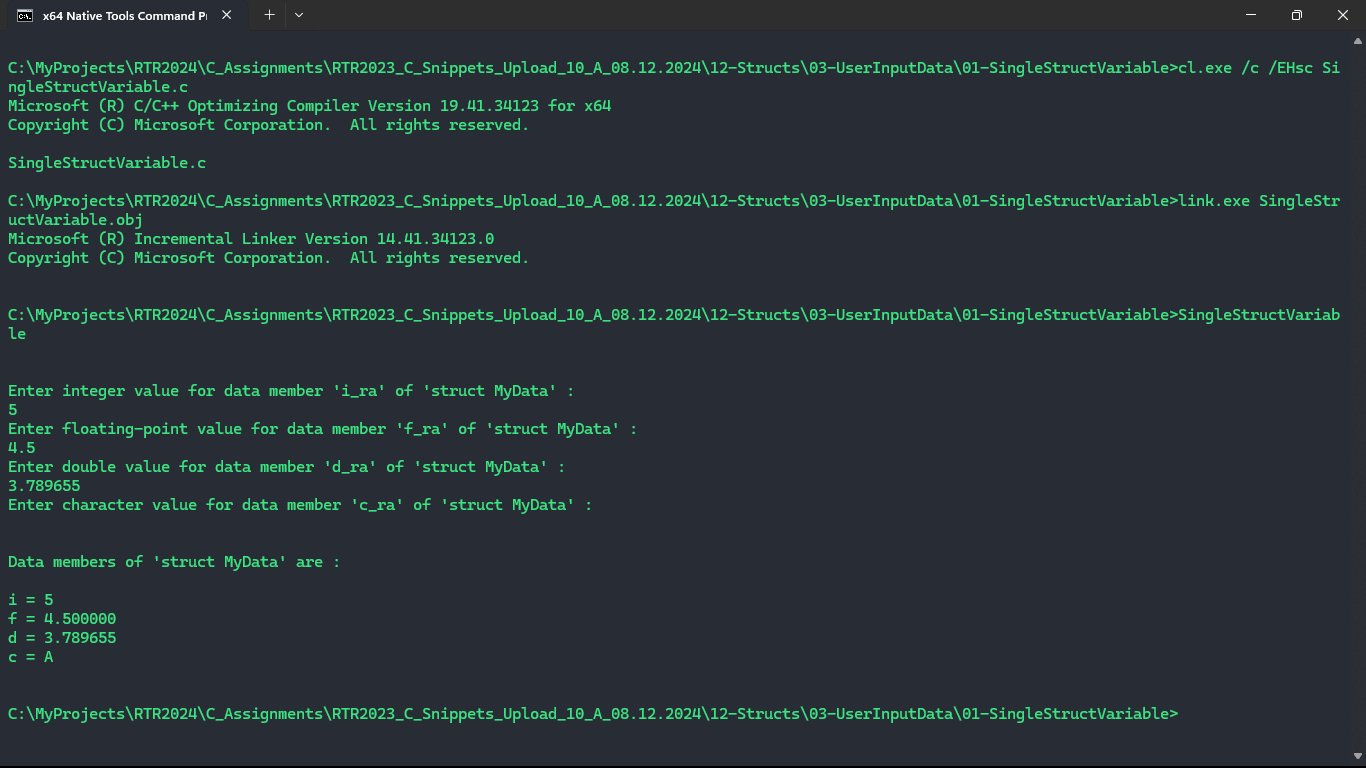 x64 Native Tools Command P
C:\MyProjects\RTR2024\C_Assignments\RTR2023_C_Snippets_Upload_10_A_08.12.2024\12-Structs\03-UserInputData\01-SingleStructVariable>cl.exe /c /EHsc Si
ngleStructVariable.c
Microsoft (R) C/C++ Optimizing Compiler Version 19.41.34123 for x64
Copyright (C) Microsoft Corporation.  All rights reserved.
SingleStructVariable.c
C:\MyProjects\RTR2024\C_Assignments\RTR2023_C_Snippets_Upload_10_A_08.12.2024\12-Structs\03-UserInputData\01-SingleStructVariable>link.exe SingleStr
uctVariable.obj
Microsoft (R) Incremental Linker Version 14.41.34123.0
Copyright (C) Microsoft Corporation.  All rights reserved.
C:\MyProjects\RTR2024\C_Assignments\RTR2023_C_Snippets_Upload_10_A_08.12.2024\12-Structs\03-UserInputData\01-SingleStructVariable>SingleStructVariab
le
Enter integer value for data member 'i_ra' of 'struct MyData' :
5
Enter floating-point value for data member 'f_ra' of 'struct MyData' :
4.5
Enter double value for data member 'd_ra' of 'struct MyData' :
3.789655
Enter character value for data member 'c_ra' of 'struct MyData' :
Data members of 'struct MyData' are :
i = 5
f = 4.500000
d = 3.789655
c = A
C:\MyProjects\RTR2024\C_Assignments\RTR2023_C_Snippets_Upload_10_A_08.12.2024\12-Structs\03-UserInputData\01-SingleStructVariable>